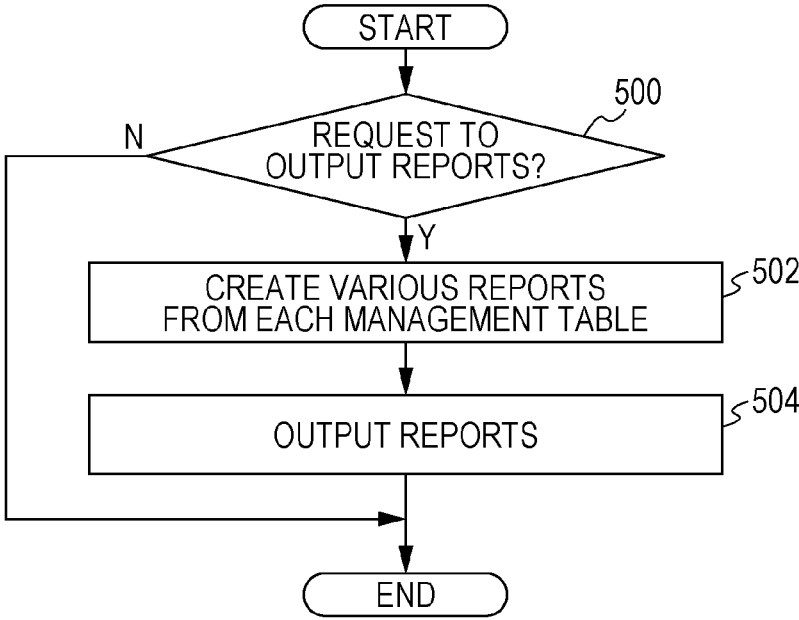 START
500
N
REQUEST TO
OUTPUT REPORTS?
Y
502
CREATE VARIOUS REPORTS
FROM EACH MANAGEMENT TABLE
504
OUTPUT REPORTS
END